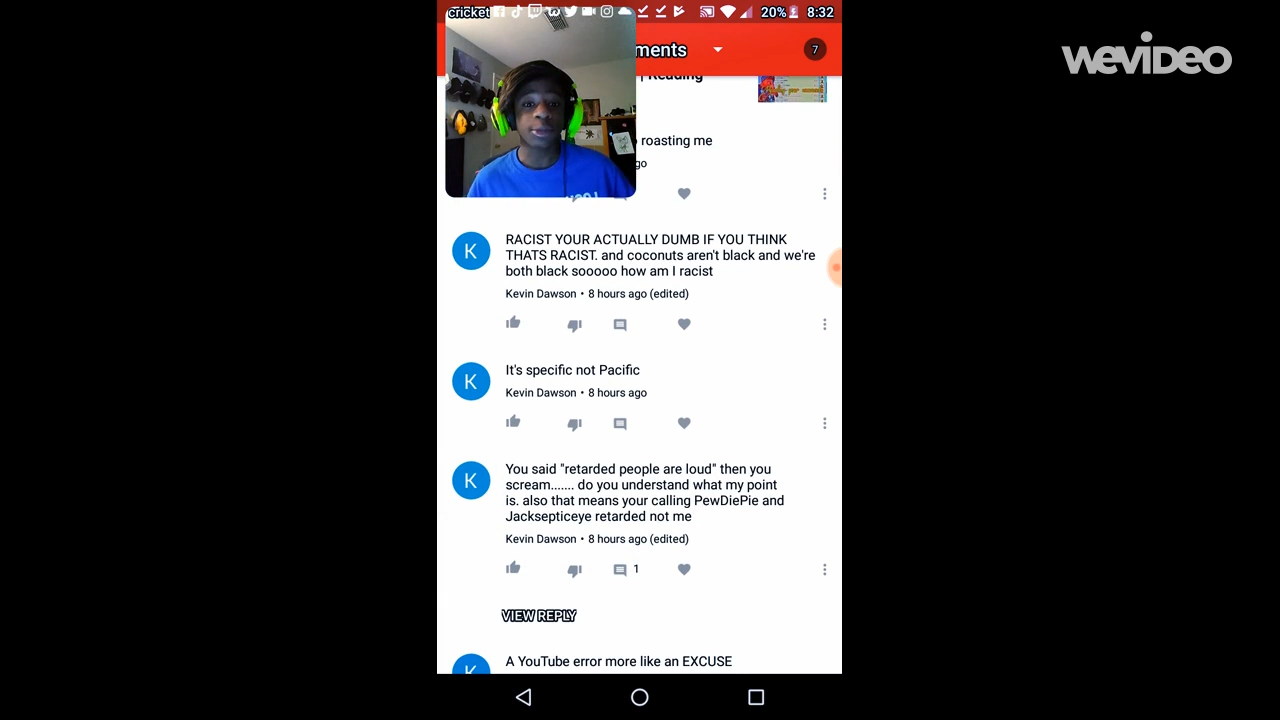 cricket
20%
8:32
WEVIDEO
ments
7
Reading
roasting me
go
RACIST YOUR ACTUALLY DUMB IF YOU THINK
THATS RACIST. and coconuts aren't black and we're
both black sooooo how am I racist
Kevin Dawson • 8 hours ago (edited)
K
It's specific not Pacific
Kevin Dawson • 8 hours ago
K
You said "retarded people are loud" then you
scream....... do you understand what my point
is. also that means your calling PewDiePie and
Jacksepticeye retarded not me
Kevin Dawson • 8 hours ago (edited)
K
1
VIEW REPLY
A YouTube error more like an EXCUSE
K